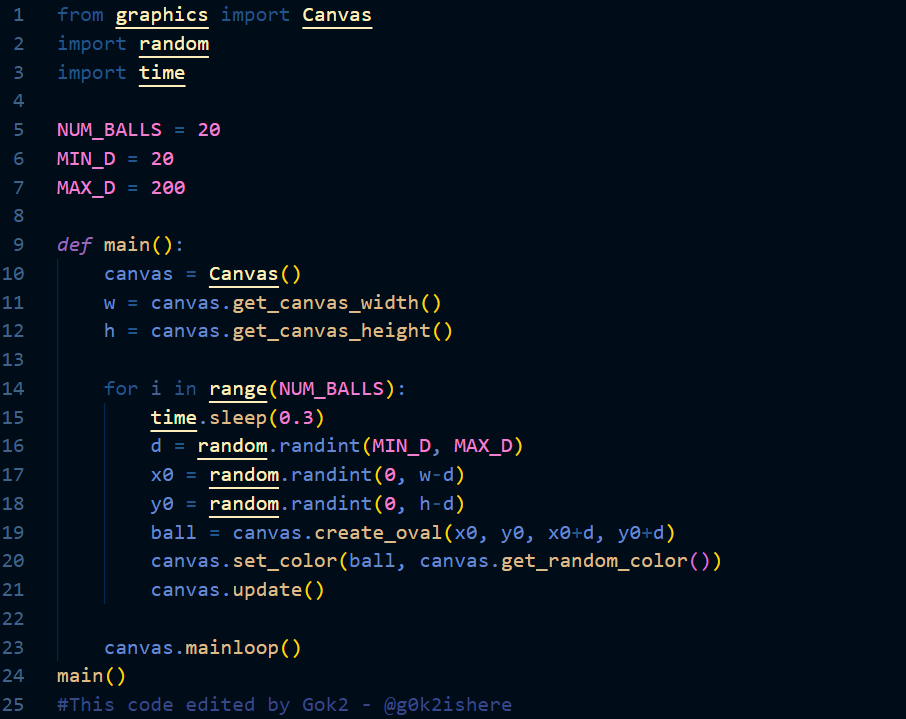 1 from graphics import Canvas
2 import random
3 import time
4
5 NUM_BALLS = 20
6 MIN_D = 20
7 MAX_D = 200
8
9 def main():
10     canvas = Canvas()
11     w = canvas.get_canvas_width()
12     h = canvas.get_canvas_height()
13
14     for i in range(NUM_BALLS):
15         time.sleep(0.3)
16         d = random.randint(MIN_D, MAX_D)
17         x0 = random.randint(0, w-d)
18         y0 = random.randint(0, h-d)
19         ball = canvas.create_oval(x0, y0, x0+d, y0+d)
20         canvas.set_color(ball, canvas.get_random_color())
21         canvas.update()
22
23     canvas.mainloop()
24 main()
25 #This code edited by Gok2 - @g0k2ishere